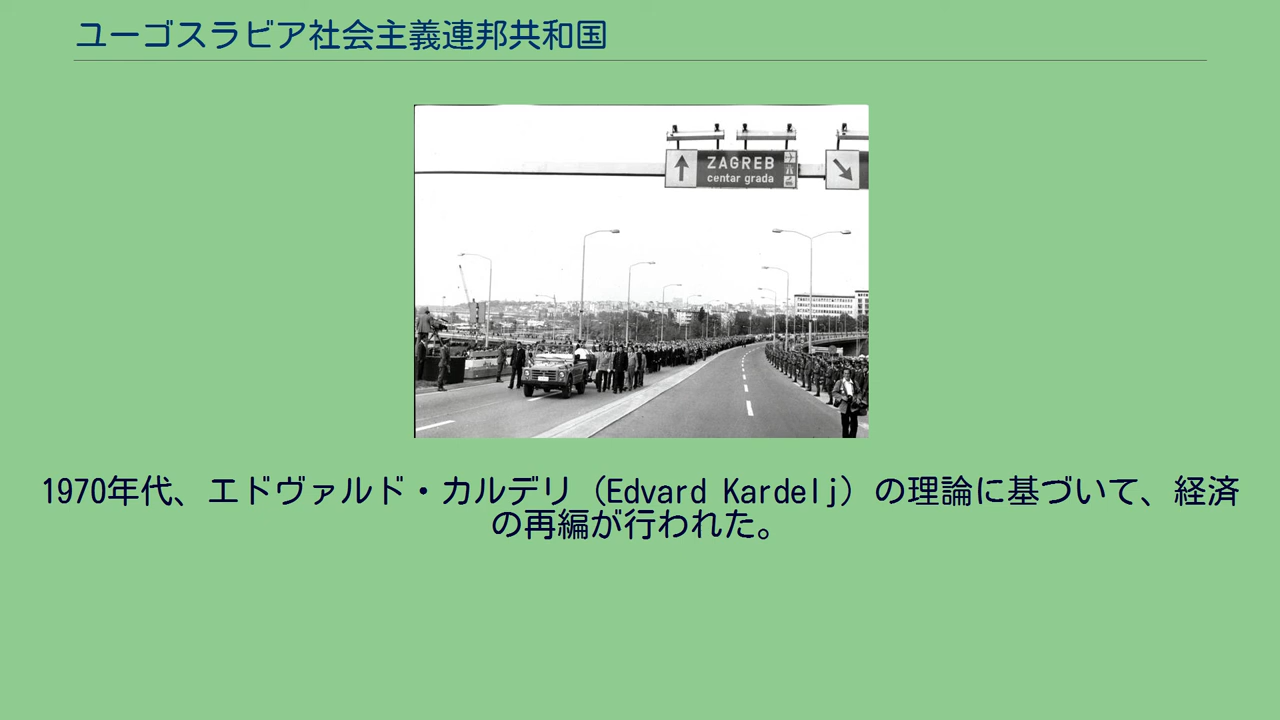 ユーゴスラビア社会主義連邦共和国
ZAGREB
centar grada
1970年代、エドヴァルド・カルデリ（Edvard Kardelj）の理論に基づいて、経済
の再編が行われた。